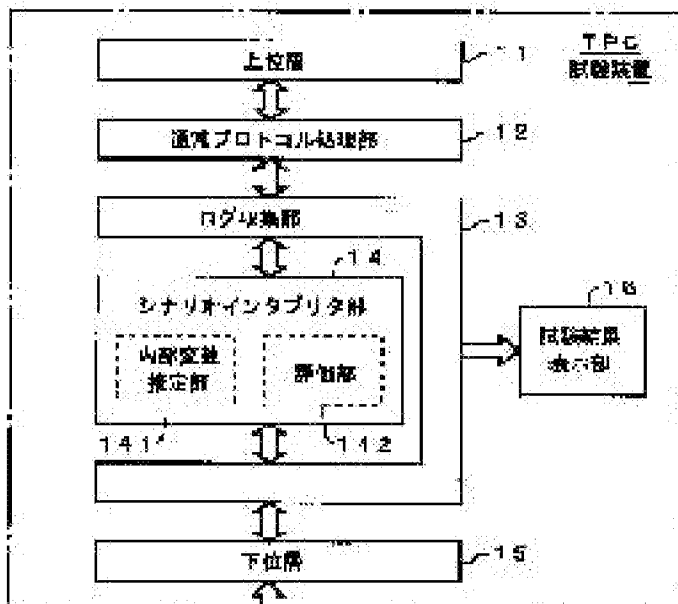 TPC
試験装置
上位層
11
通常プロトコル処理部
12
ログ収集部
13
14
シナリオインタプリタ部
内部変数
推定部
評価部
141
142
16
試験結果
表示部
下位層
15